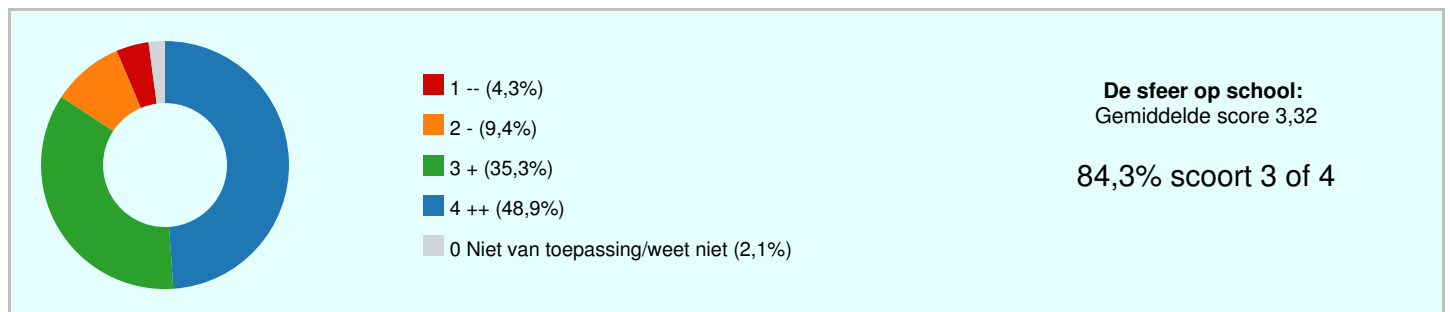 1 -- (4,3%)
2 - (9,4%)
3 + (35,3%)
4 ++ (48,9%)
0 Niet van toepassing/weet niet (2,1%)
De sfeer op school:
Gemiddelde score 3,32
84,3% scoort 3 of 4